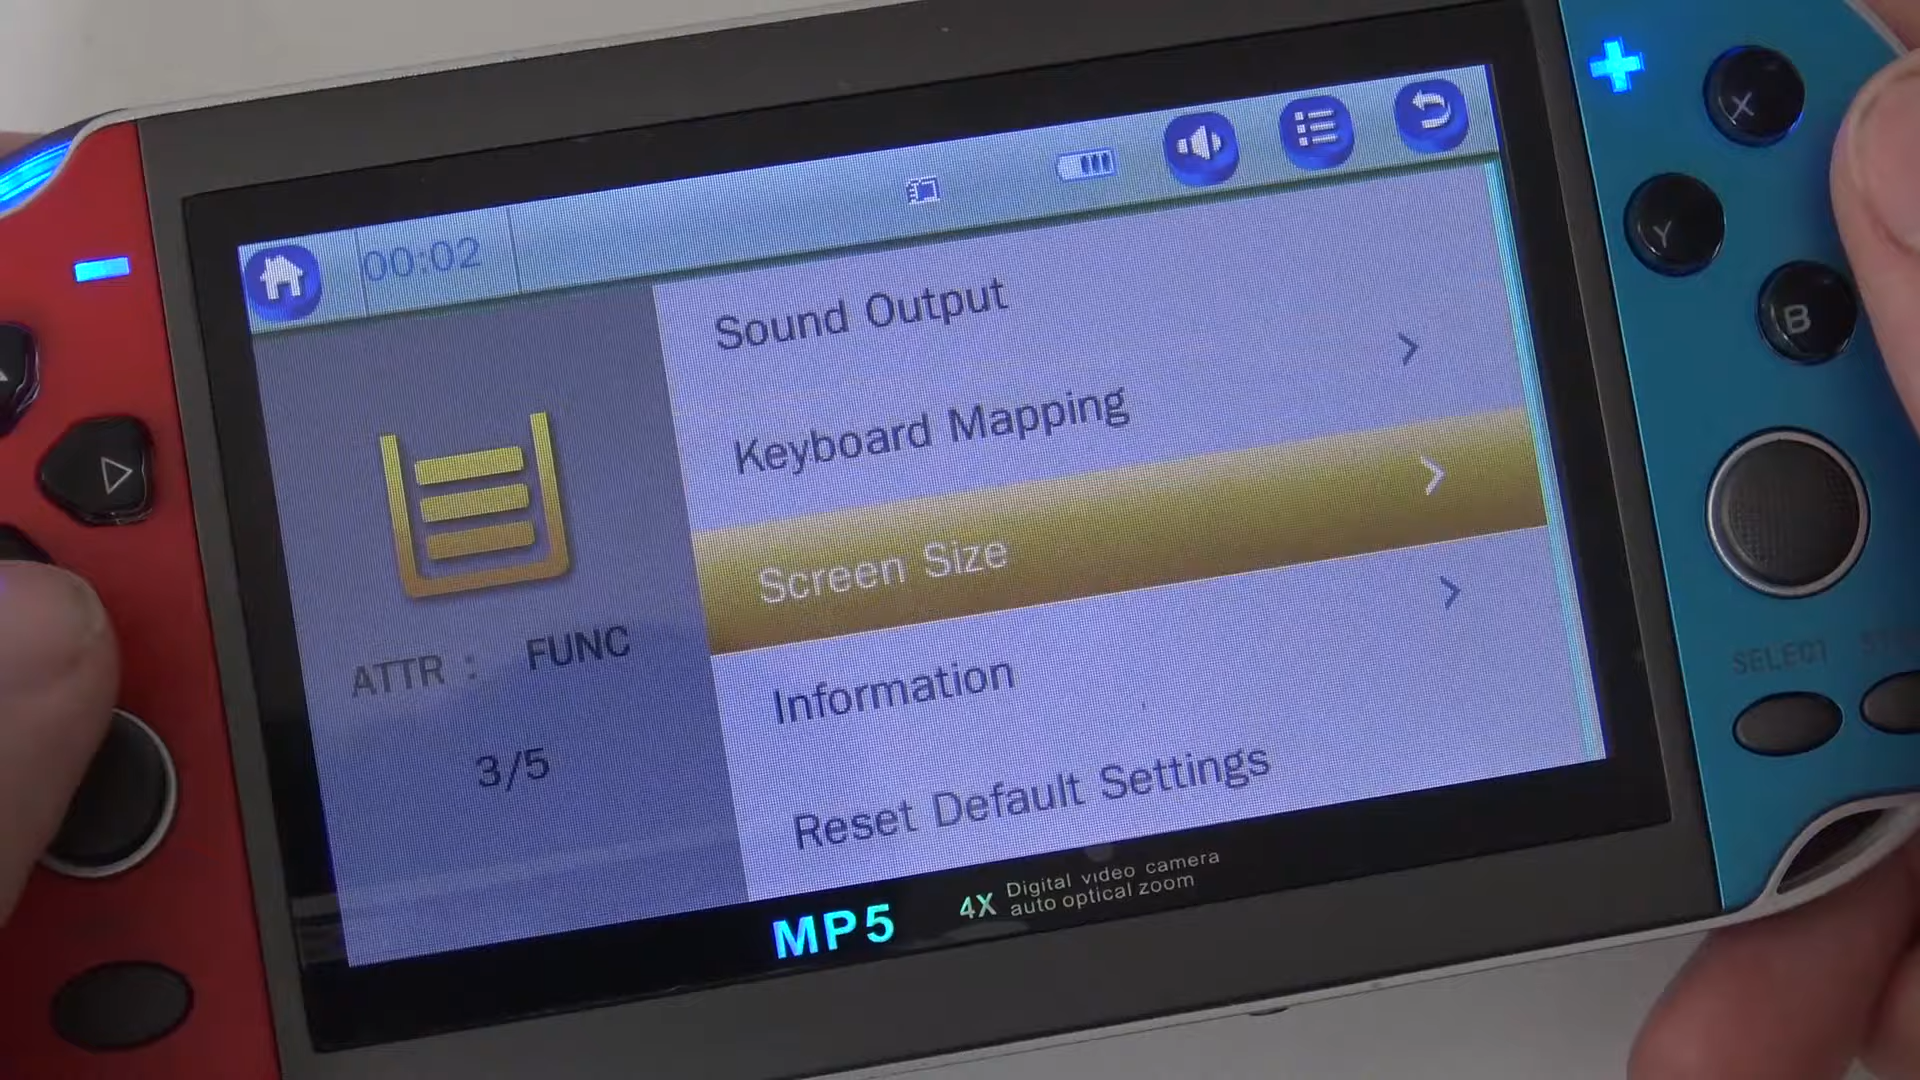 00:02
Sound Output
Keyboard Mapping
Screen Size
Information
Reset Default Settings
ATTR : FUNC
3/5
MP5
4X Digital video camera
auto optical zoom
X
Y
B
SELECT